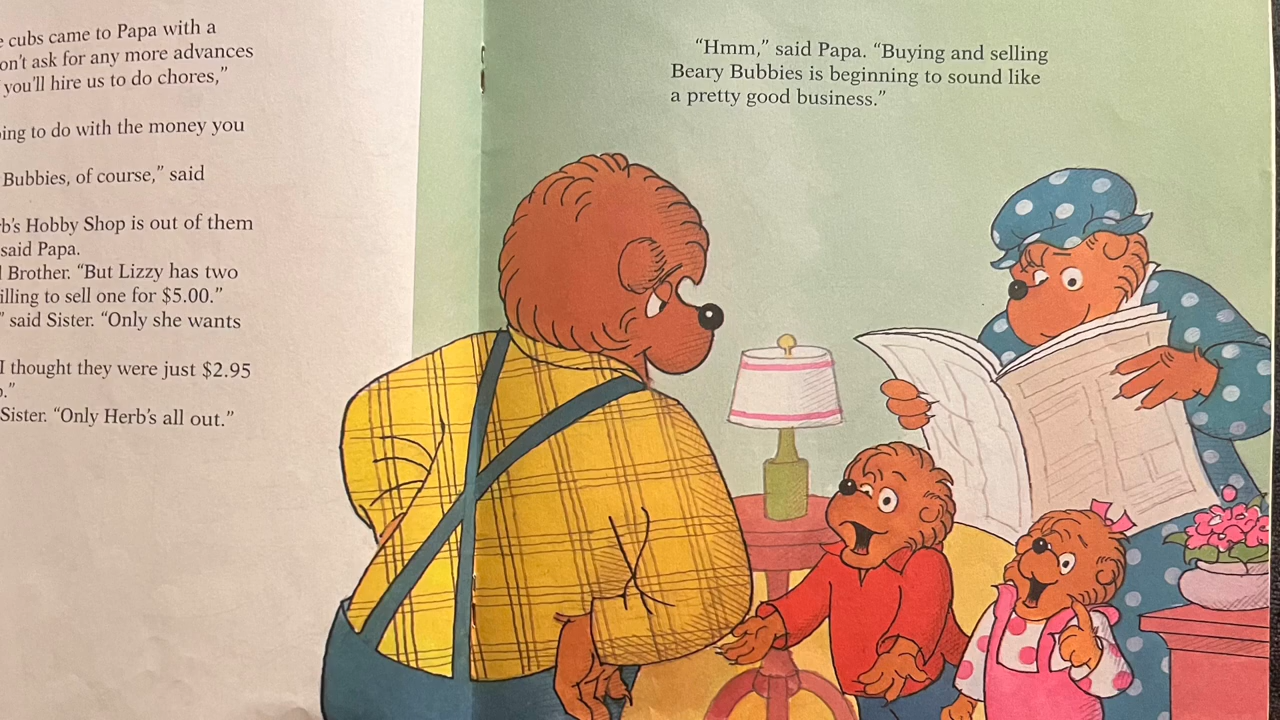 cubs came to Papa with a
on't ask for any more advances
you'll hire us to do chores,"
ing to do with the money you
Bubbies, of course," said
b's Hobby Shop is out of them
said Papa.
Brother. "But Lizzy has two
illing to sell one for $5.00."
" said Sister. "Only she wants
I thought they were just $2.95
."
Sister. "Only Herb's all out."
"Hmm," said Papa. "Buying and selling
Beary Bubbies is beginning to sound like
a pretty good business."